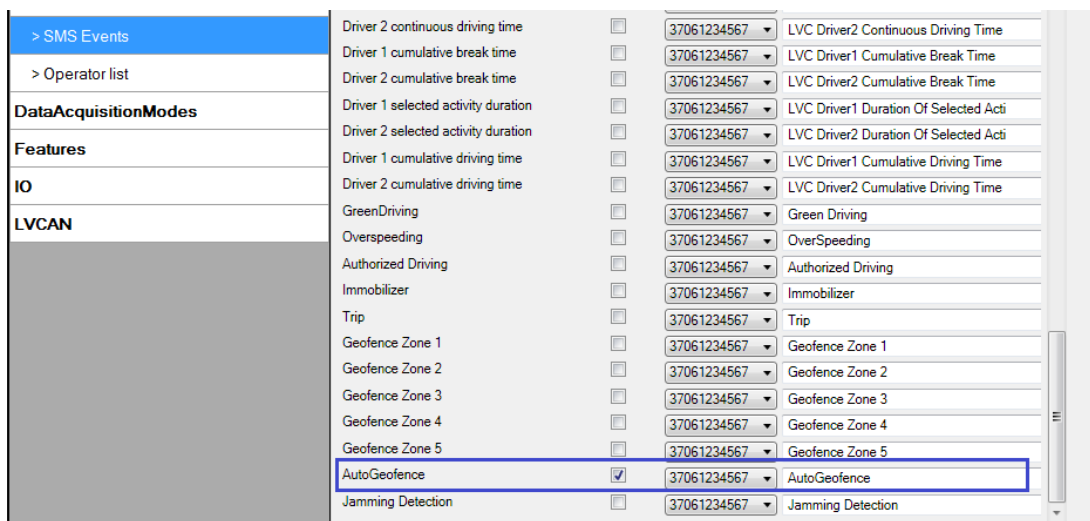 > SMS Events
> Operator list
DataAcquisitionModes
Features
IO
LVCAN
Driver 2 continuous driving time 37061234567 LVC Driver2 Continuous Driving Time
Driver 1 cumulative break time 37061234567 LVC Driver1 Cumulative Break Time
Driver 2 cumulative break time 37061234567 LVC Driver2 Cumulative Break Time
Driver 1 selected activity duration 37061234567 LVC Driver1 Duration Of Selected Acti
Driver 2 selected activity duration 37061234567 LVC Driver2 Duration Of Selected Acti
Driver 1 cumulative driving time 37061234567 LVC Driver1 Cumulative Driving Time
Driver 2 cumulative driving time 37061234567 LVC Driver2 Cumulative Driving Time
GreenDriving 37061234567 Green Driving
Overspeeding 37061234567 OverSpeeding
Authorized Driving 37061234567 Authorized Driving
Immobilizer 37061234567 Immobilizer
Trip 37061234567 Trip
Geofence Zone 1 37061234567 Geofence Zone 1
Geofence Zone 2 37061234567 Geofence Zone 2
Geofence Zone 3 37061234567 Geofence Zone 3
Geofence Zone 4 37061234567 Geofence Zone 4
Geofence Zone 5 37061234567 Geofence Zone 5
AutoGeofence 37061234567 AutoGeofence
Jamming Detection 37061234567 Jamming Detection